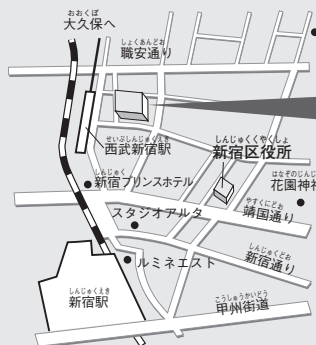 おおくぼ
大久保へ
しょくあんどお
職安通り
せいぶしんじゅくえき
西武新宿駅
しんじゅくくやくしょ
新宿区役所
しんじゅく
新宿プリンスホテル
はなぞのじんじ
花園神社
スタジオアルタ
やすくにどお
靖国通り
しんじゅくどお
新宿通り
ルミネエスト
しんじゅくえき
新宿駅
こうしゅうかいどう
甲州街道